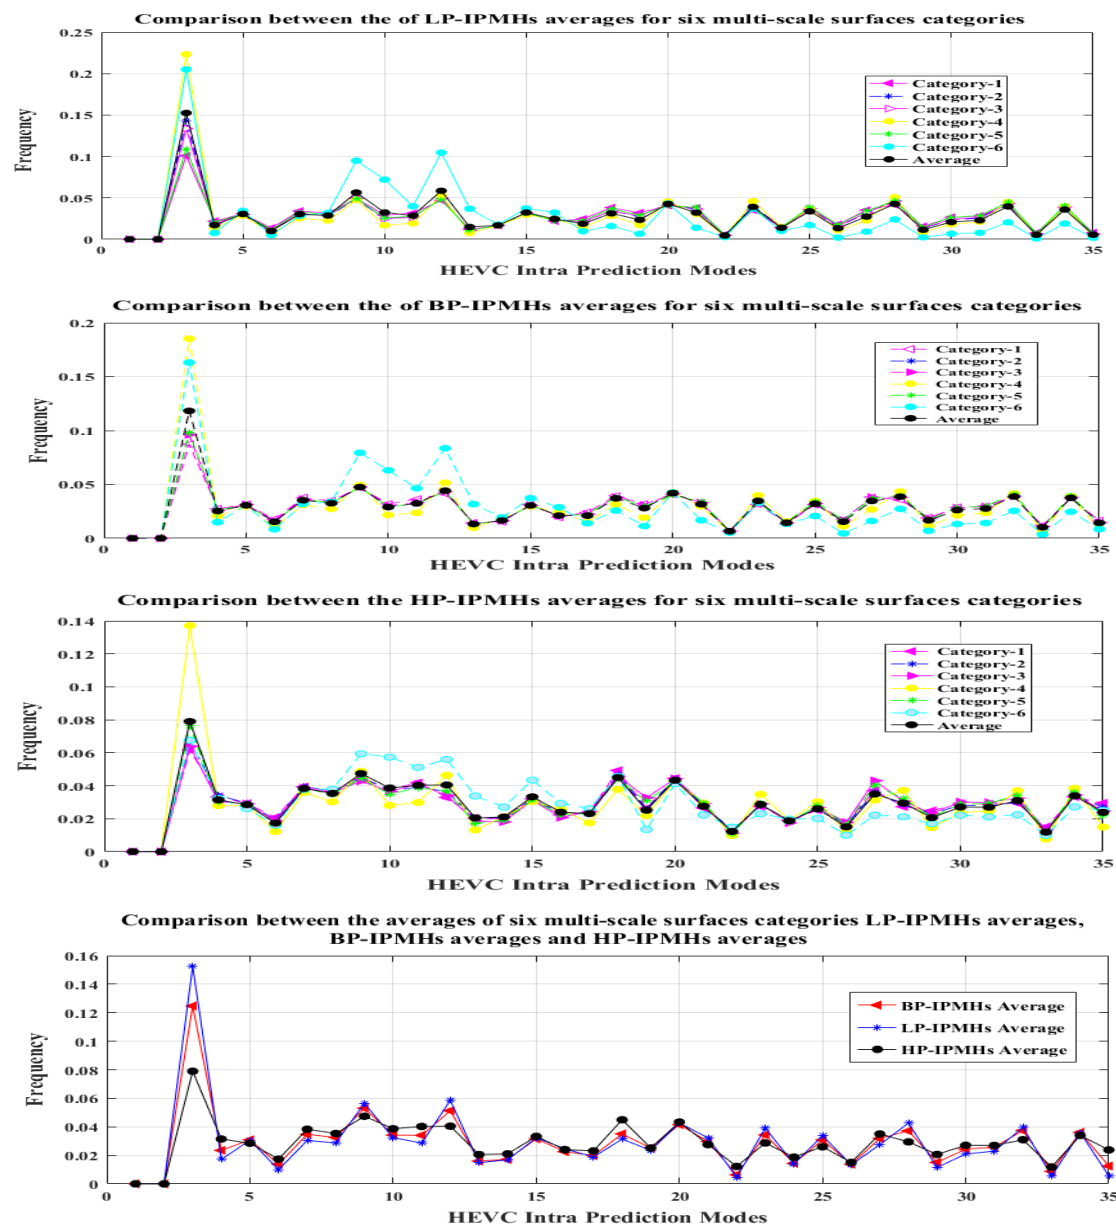 Comparison between the of LP-IPMHs averages for six multi-scale surfaces categories
0.25
0.2
0.15
0.1
0.05
0
Frequency
Category-1
Category-2
Category-3
Category-4
Category-5
Category-6
Average
0 5 10 15 20 25 30 35
HEVC Intra Prediction Modes
Comparison between the of BP-IPMHs averages for six multi-scale surfaces categories
0.2
0.15
0.1
0.05
0
Frequency
Category-1
Category-2
Category-3
Category-4
Category-5
Category-6
Average
0 5 10 15 20 25 30 35
HEVC Intra Prediction Modes
Comparison between the HP-IPMHs averages for six multi-scale surfaces categories
0.14
0.12
0.1
0.08
0.06
0.04
0.02
0
Frequency
Category-1
Category-2
Category-3
Category-4
Category-5
Category-6
Average
0 5 10 15 20 25 30 35
HEVC Intra Prediction Modes
Comparison between the averages of six multi-scale surfaces categories LP-IPMHs averages,
BP-IPMHs averages and HP-IPMHs averages
0.16
0.14
0.12
0.1
0.08
0.06
0.04
0.02
0
Frequency
BP-IPMHs Average
LP-IPMHs Average
HP-IPMHs Average
0 5 10 15 20 25 30 35
HEVC Intra Prediction Modes